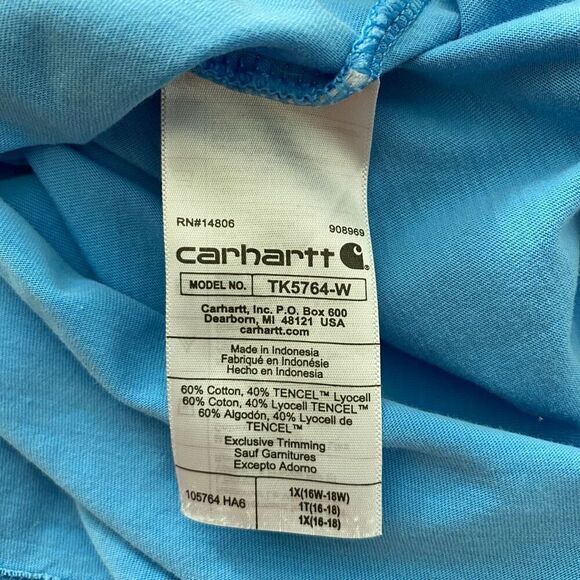 RN#14806
908969
carhartt
MODEL NO. TK5764-W
Carhartt, Inc. P.O. Box 600
Dearborn, MI 48121 USA
carhartt.com
Made in Indonesia
Fabriqué en Indonésie
Hecho en Indonesia
60% Cotton, 40% TENCEL™ Lyocell
60% Coton, 40% Lyocell TENCEL™
60% Algodón, 40% Lyocell de
TENCEL™
Exclusive Trimming
Sauf Garnitures
Excepto Adorno
105764 HA6
1X(16W-18W)
1T(16-18)
1X(16-18)